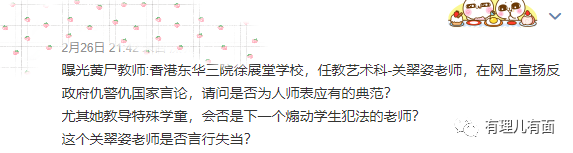 2月26日 21:42
曝光黄尸教师:香港东华三院徐展堂学校，任教艺术科-关翠姿老师，在网上宣扬反
政府仇警仇国家言论，请问是否为人师表应有的典范?
尤其她教导特殊学童，会否是下一个煽动学生犯法的老师?
这个关翠姿老师是否言行失当?
有理儿有面